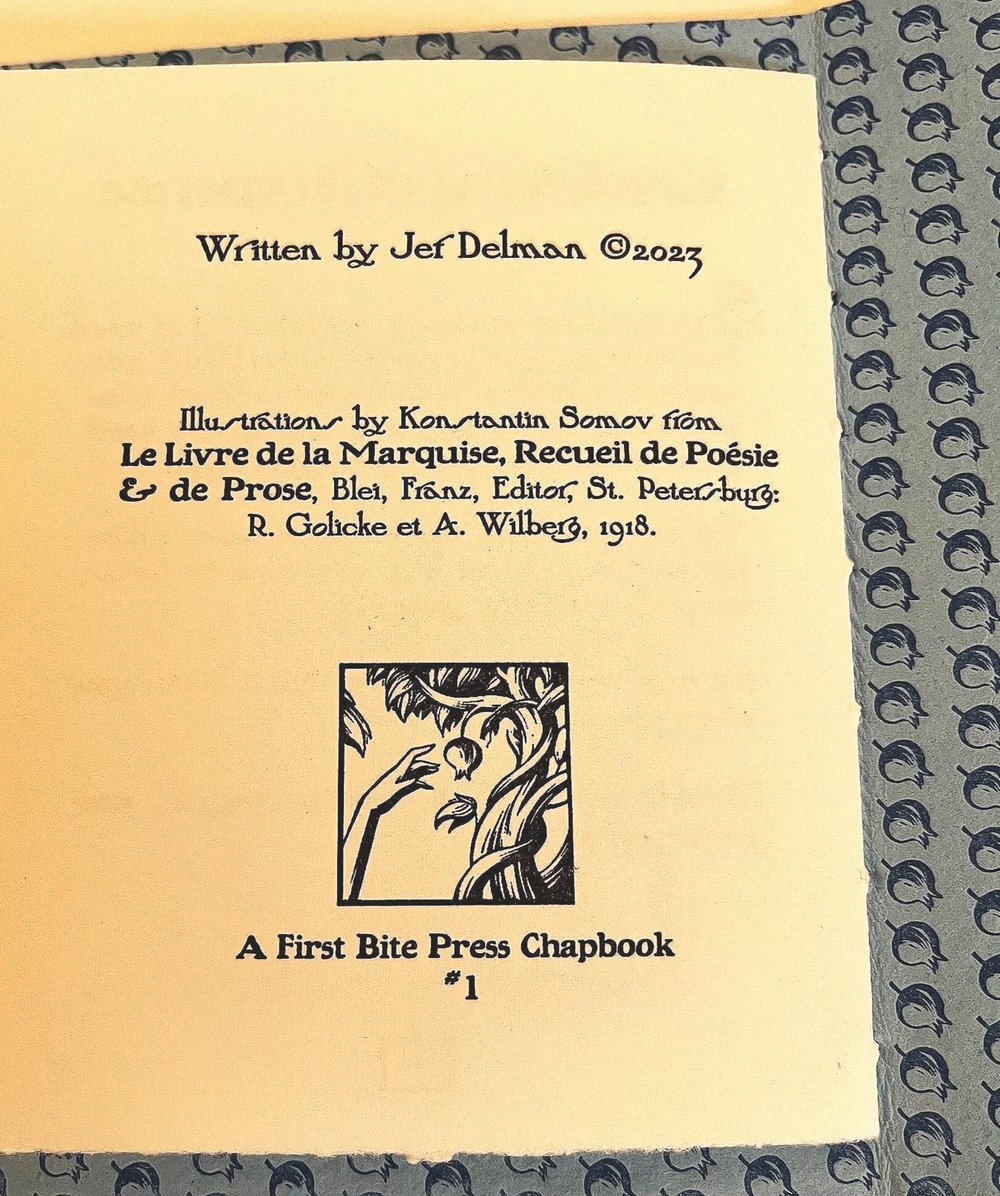 Written by Jef Delman ©2023
Illustrations by Konstantin Somov from
Le Livre de la Marquise, Recueil de Poésie
& de Prose, Blei, Franz, Editor, St. Petersburg:
R. Golicke et A. Wilberg, 1918.
A First Bite Press Chapbook
#1